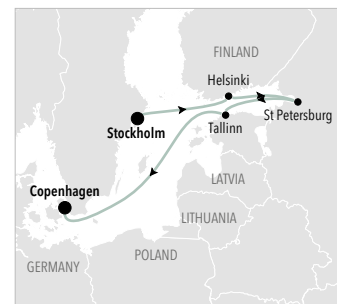 FINLAND
Helsinki
St Petersburg
Stockholm
Tallinn
LATVIA
Copenhagen
LITHUANIA
POLAND
GERMANY